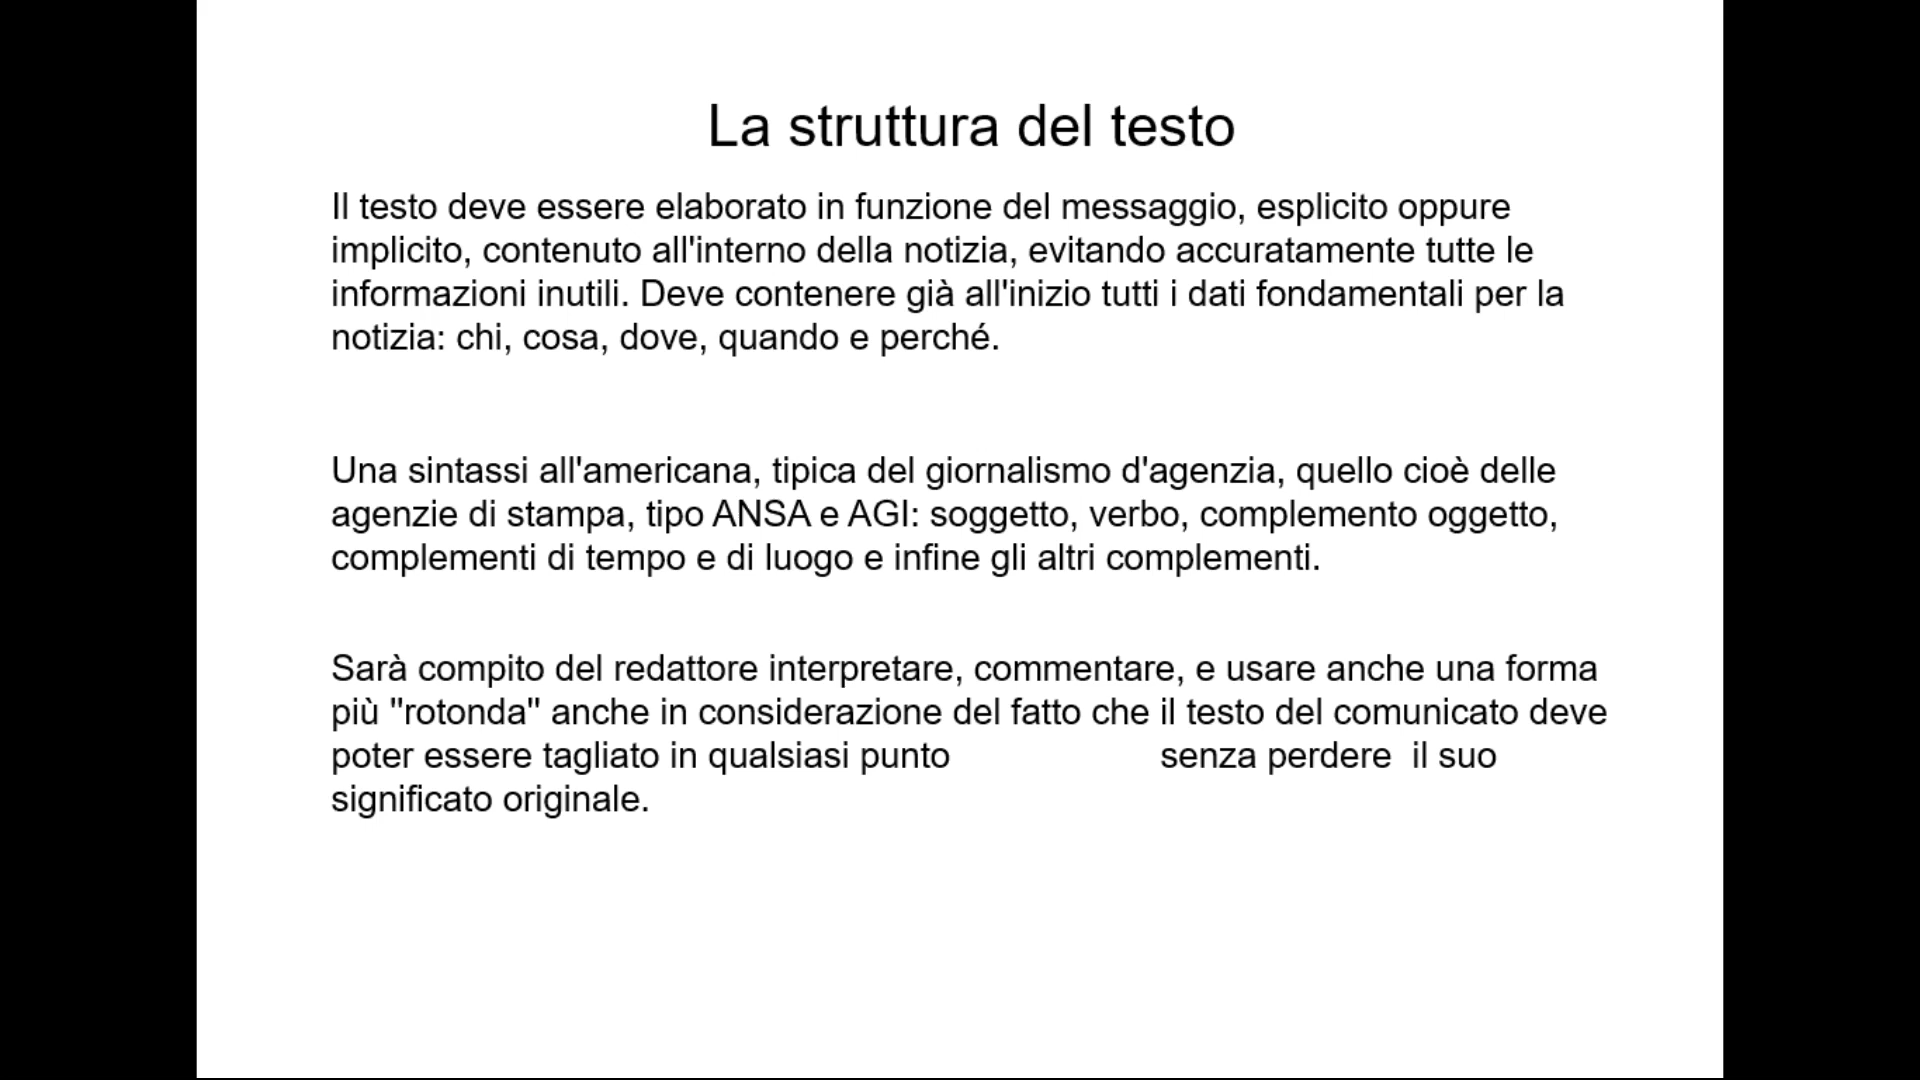 La struttura del testo
Il testo deve essere elaborato in funzione del messaggio, esplicito oppure
implicito, contenuto all'interno della notizia, evitando accuratamente tutte le
informazioni inutili. Deve contenere già all'inizio tutti i dati fondamentali per la
notizia: chi, cosa, dove, quando e perché.
Una sintassi all'americana, tipica del giornalismo d'agenzia, quello cioè delle
agenzie di stampa, tipo ANSA e AGI: soggetto, verbo, complemento oggetto,
complementi di tempo e di luogo e infine gli altri complementi.
Sarà compito del redattore interpretare, commentare, e usare anche una forma
più "rotonda" anche in considerazione del fatto che il testo del comunicato deve
poter essere tagliato in qualsiasi punto senza perdere il suo
significato originale.